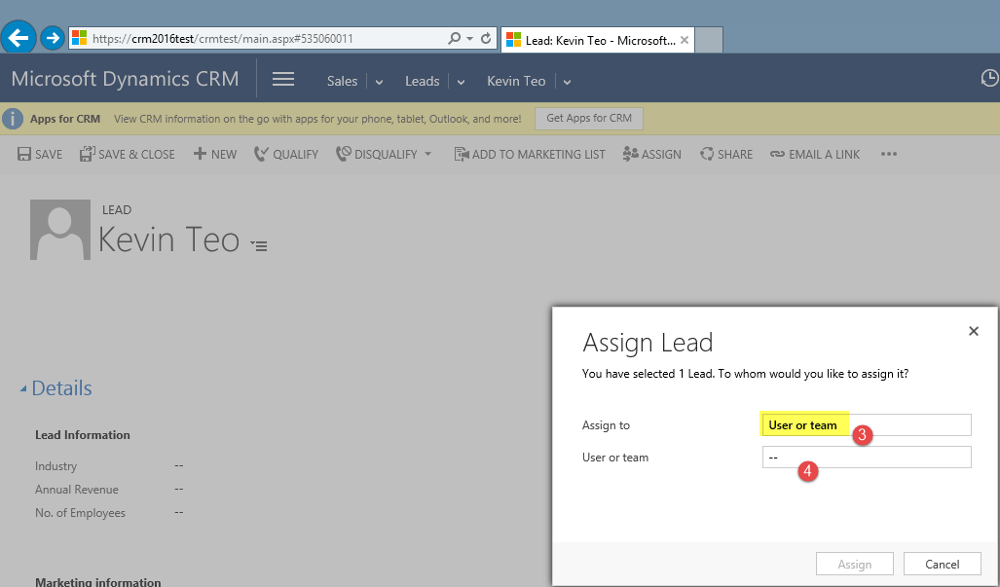 https://crm2016test/crmtest/main.aspx#535060011
Lead: Kevin Teo - Microsoft...
Microsoft Dynamics CRM Sales Leads Kevin Teo
Apps for CRM View CRM information on the go with apps for your phone, tablet, Outlook, and more! Get Apps for CRM
SAVE SAVE & CLOSE NEW QUALIFY DISQUALIFY ADD TO MARKETING LIST ASSIGN SHARE EMAIL A LINK ...
LEAD
Kevin Teo
Details
Lead Information
Industry --
Annual Revenue --
No. of Employees --
Marketing information
Assign Lead
You have selected 1 Lead. To whom would you like to assign it?
Assign to User or team
3
User or team --
4
Assign Cancel